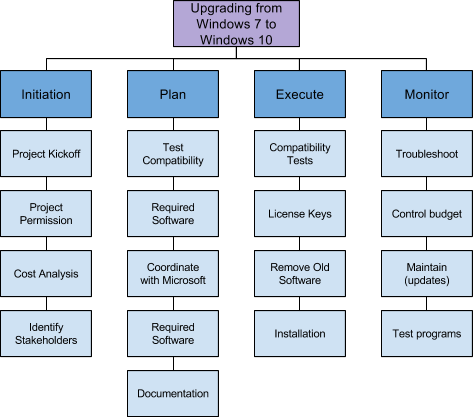 Upgrading from
Windows 7 to
Windows 10
Initiation
Plan
Execute
Monitor
Project Kickoff
Test
Compatibility
Compatibility
Tests
Troubleshoot
Project
Permission
Required
Software
License Keys
Control budget
Cost Analysis
Coordinate
with Microsoft
Remove Old
Software
Maintain
(updates)
Identify
Stakeholders
Required
Software
Installation
Test programs
Documentation